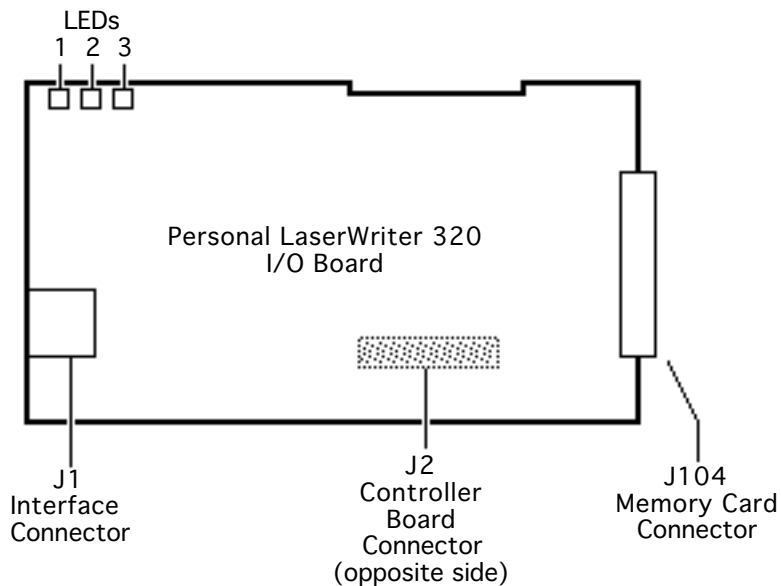 LEDs
1 2 3
Personal LaserWriter 320
I/O Board
J1
Interface
Connector
J2
Controller
Board
Connector
(opposite side)
J104
Memory Card
Connector